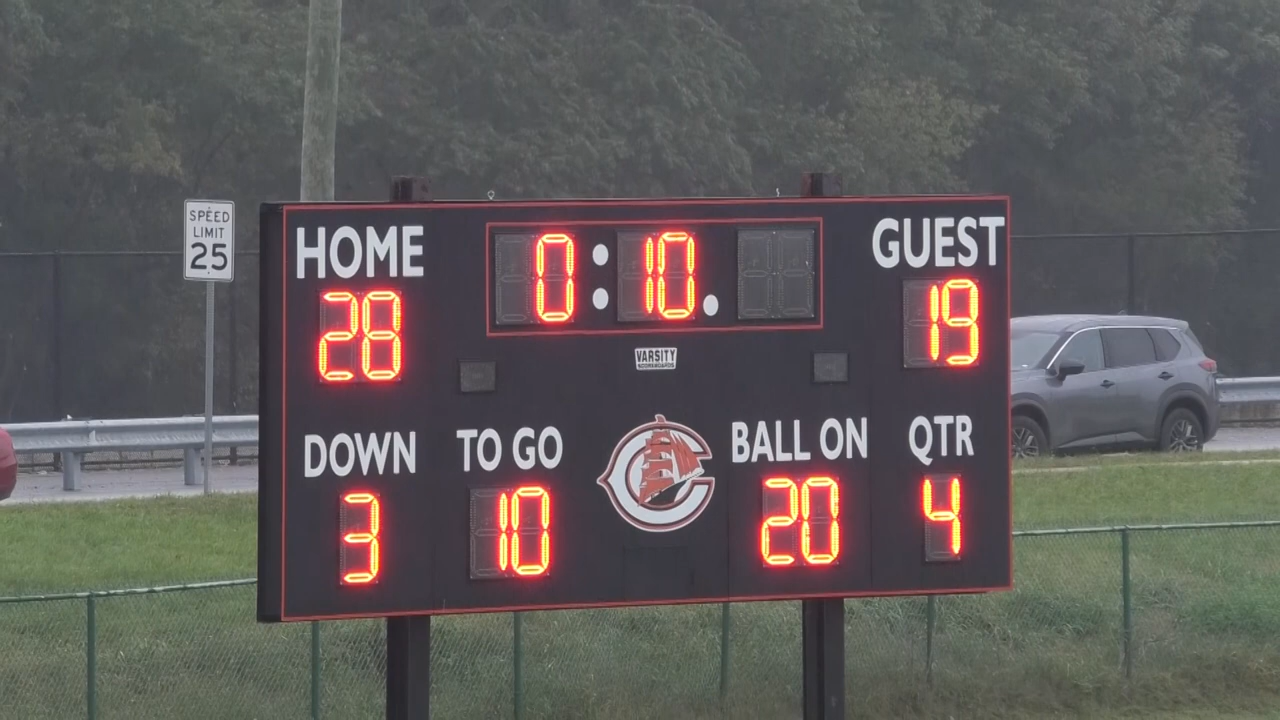 SPEED
LIMIT
25
HOME
0:10.
GUEST
28
19
VARSITY
SCOREBOARDS
DOWN
TO GO
BALL ON
QTR
3
10
20
4